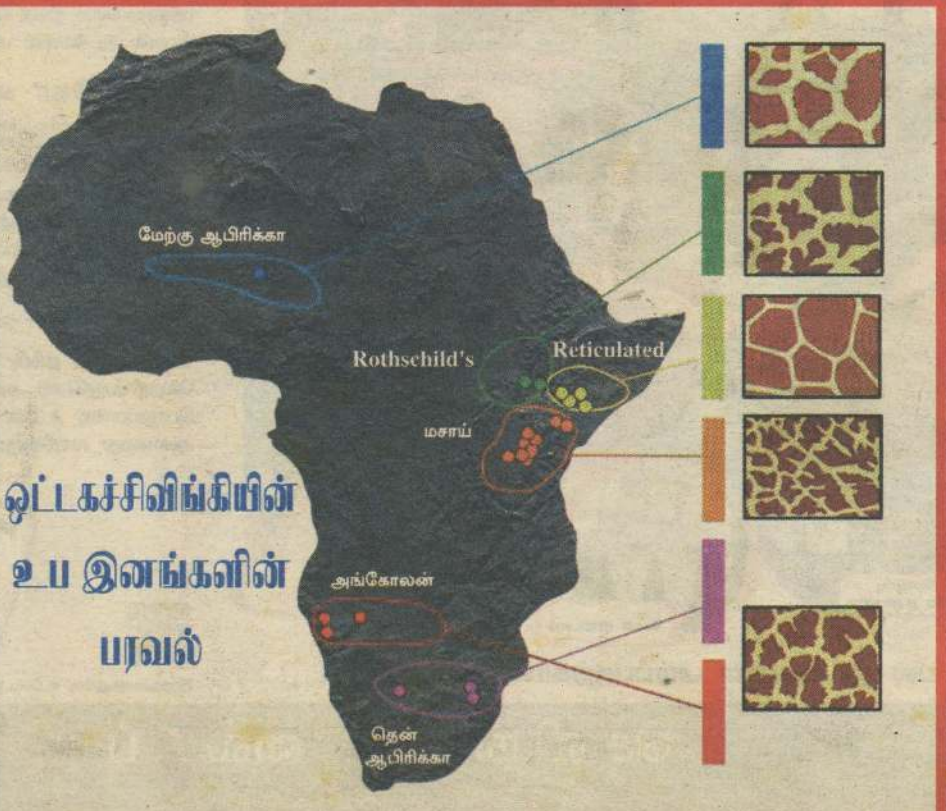 மேற்கு ஆபிரிக்கா
Rothschild's
Reticulated
மசாய்
ஒட்டகச்சிவிங்கியின்
உப இனங்களின்
பரவல்
அங்கோலன்
தென்
ஆபிரிக்கா